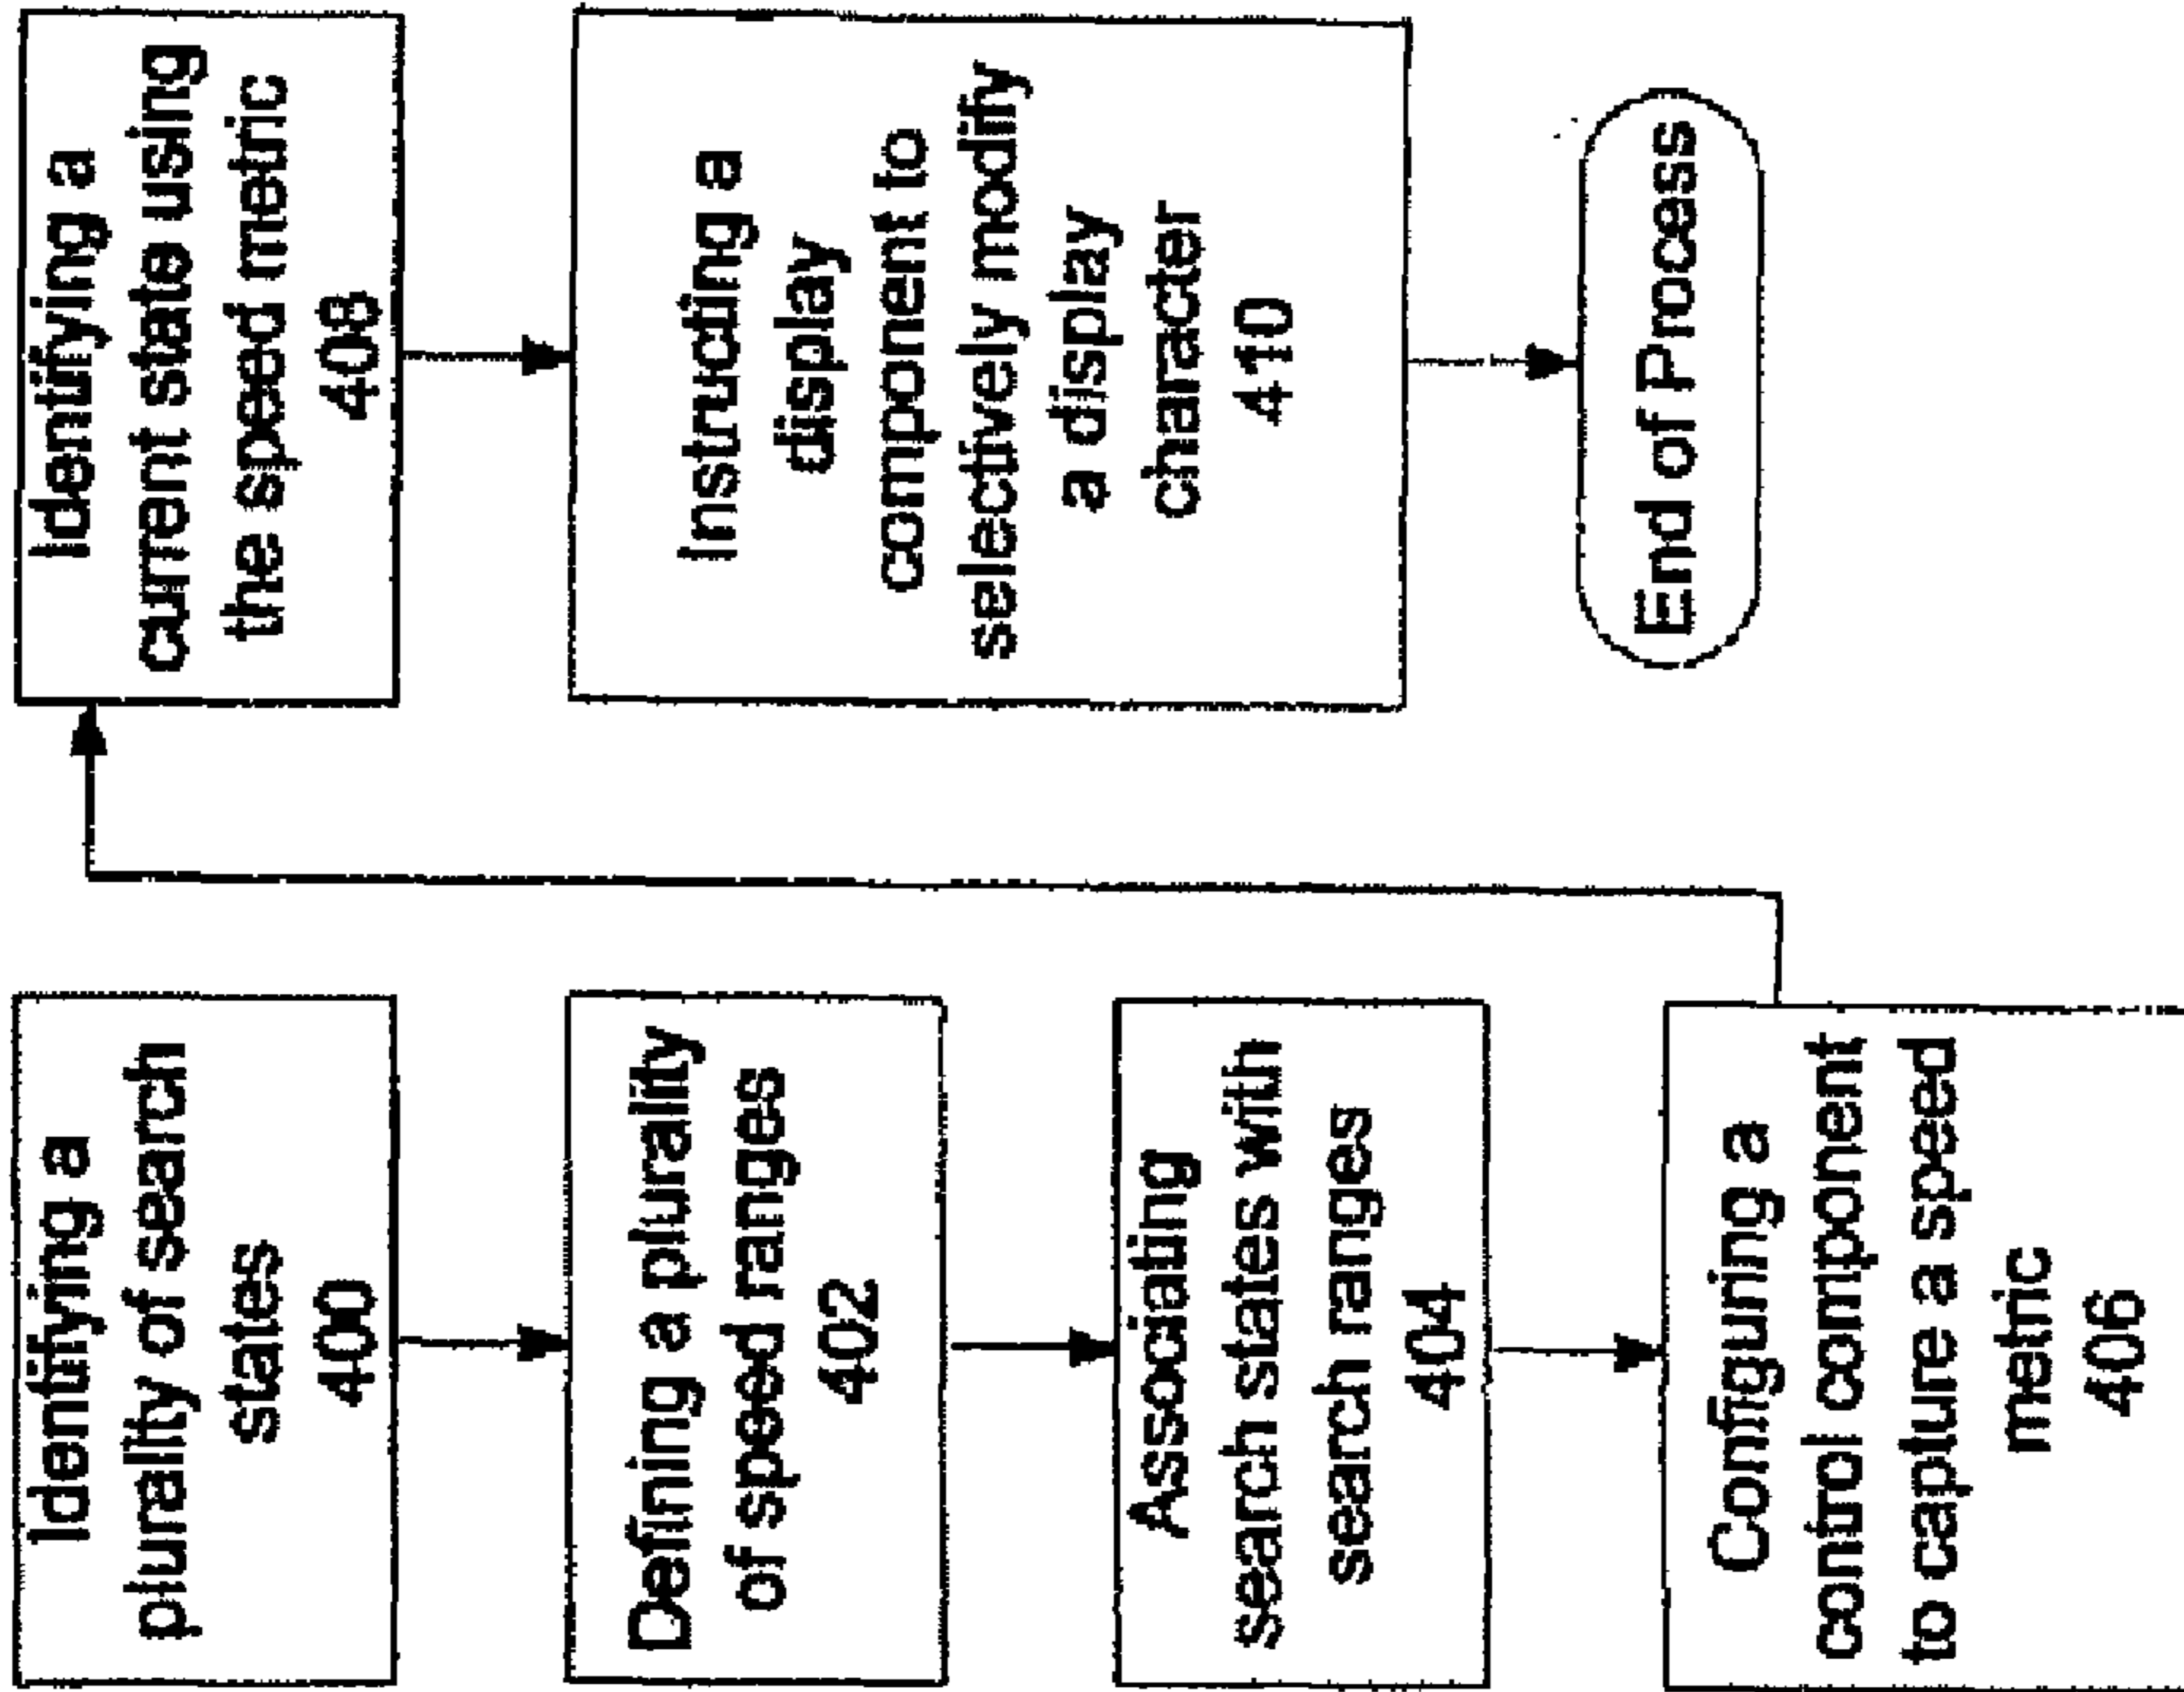 Identifying a
plurality of search
states
400
Defining a plurality
of speed ranges
402
Associating
search states with
search ranges
404
Configuring a
control component
to capture a speed
metric
406
Identifying a
current state using
the speed metric
408
Instructing a
display
component to
selectively modify
a display
character
410
End of Process